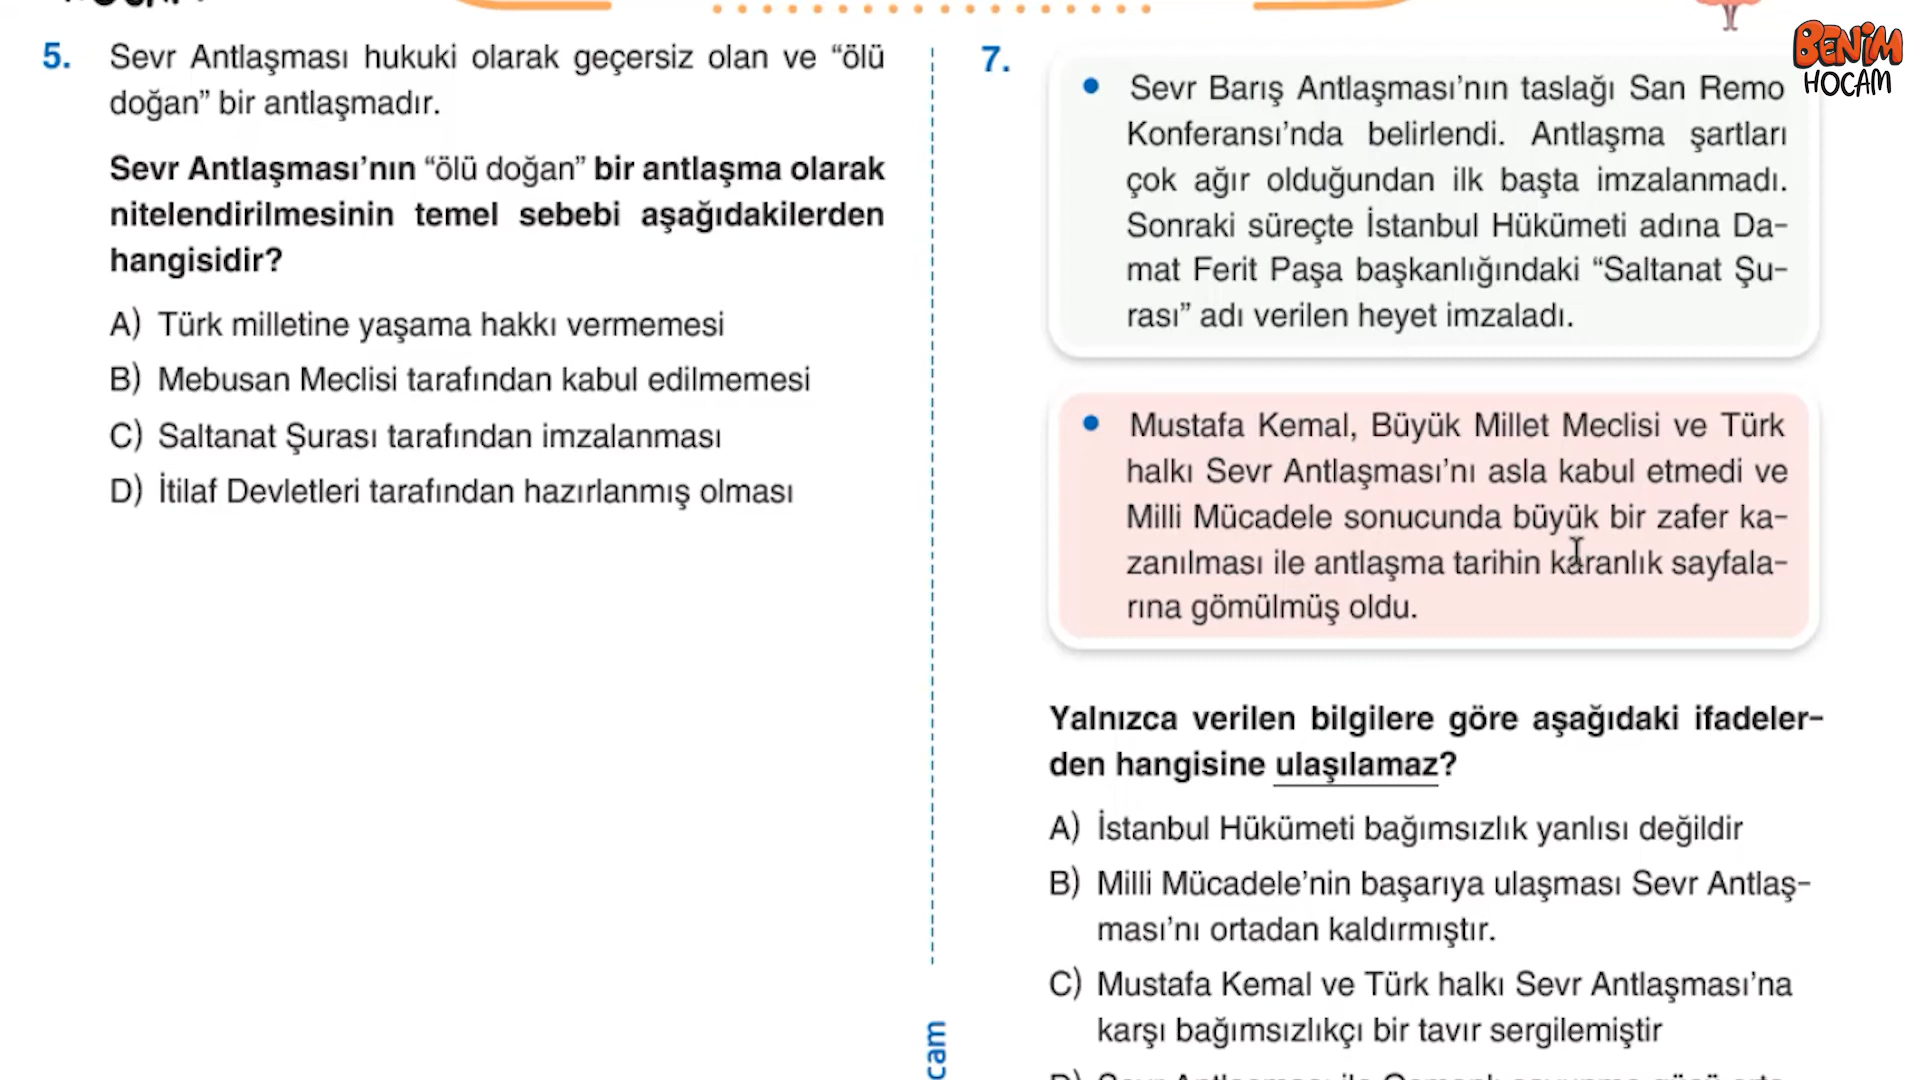 5. Sevr Antlaşması hukuki olarak geçersiz olan ve “ölü
doğan” bir antlaşmadır.
Sevr Antlaşması’nın “ölü doğan” bir antlaşma olarak
nitelendirilmesinin temel sebebi aşağıdakilerden
hangisidir?
A) Türk milletine yaşama hakkı vermemesi
B) Mebusan Meclisi tarafından kabul edilmemesi
C) Saltanat Şurası tarafından imzalanması
D) İtilaf Devletleri tarafından hazırlanmış olması
7.
• Sevr Barış Antlaşması’nın taslağı San Remo
Konferansı’nda belirlendi. Antlaşma şartları
çok ağır olduğundan ilk başta imzalanmadı.
Sonraki süreçte İstanbul Hükümeti adına Da-
mat Ferit Paşa başkanlığındaki “Saltanat Şu-
rası” adı verilen heyet imzaladı.
• Mustafa Kemal, Büyük Millet Meclisi ve Türk
halkı Sevr Antlaşması’nı asla kabul etmedi ve
Milli Mücadele sonucunda büyük bir zafer ka-
zanılması ile antlaşma tarihin karanlık sayfala-
rına gömülmüş oldu.
Yalnızca verilen bilgilere göre aşağıdaki ifadeler-
den hangisine ulaşılamaz?
A) İstanbul Hükümeti bağımsızlık yanlısı değildir
B) Milli Mücadele’nin başarıya ulaşması Sevr Antlaş-
ması’nı ortadan kaldırmıştır.
C) Mustafa Kemal ve Türk halkı Sevr Antlaşması’na
karşı bağımsızlıkçı bir tavır sergilemiştir
BENİM
HOCAM
cam